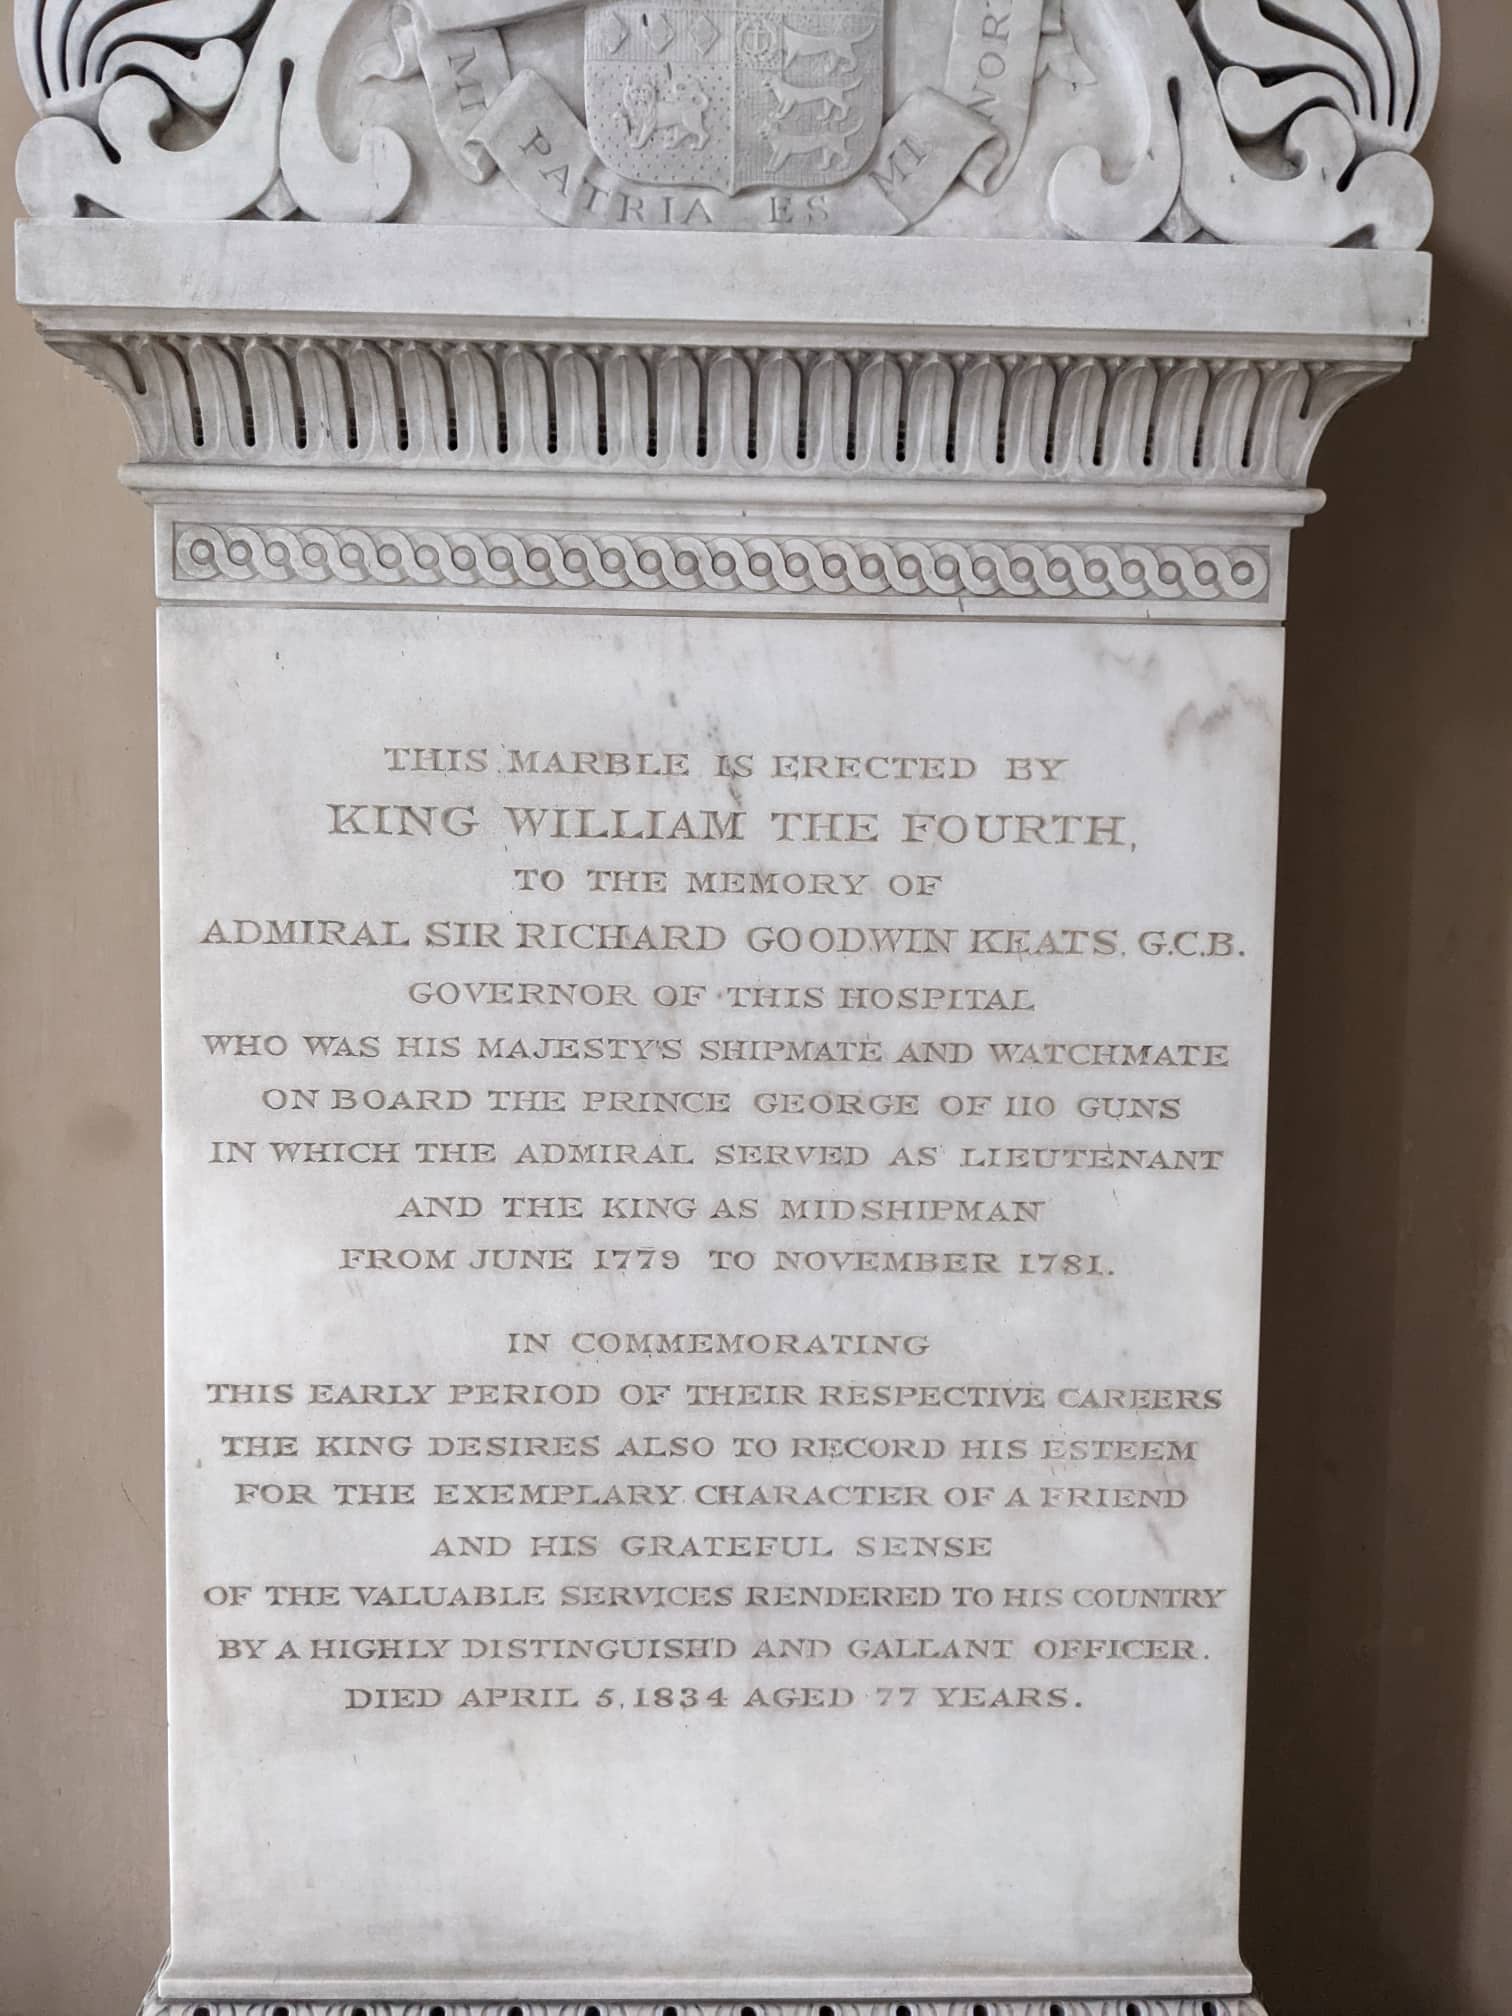 MI PATRIA ES MI NOR
THIS MARBLE IS ERECTED BY
KING WILLIAM THE FOURTH,
TO THE MEMORY OF
ADMIRAL SIR RICHARD GOODWIN KEATS, G.C.B.
GOVERNOR OF THIS HOSPITAL
WHO WAS HIS MAJESTY'S SHIPMATE AND WATCHMATE
ON BOARD THE PRINCE GEORGE OF 110 GUNS
IN WHICH THE ADMIRAL SERVED AS LIEUTENANT
AND THE KING AS MIDSHIPMAN
FROM JUNE 1779 TO NOVEMBER 1781.
IN COMMEMORATING
THIS EARLY PERIOD OF THEIR RESPECTIVE CAREERS
THE KING DESIRES ALSO TO RECORD HIS ESTEEM
FOR THE EXEMPLARY CHARACTER OF A FRIEND
AND HIS GRATEFUL SENSE
OF THE VALUABLE SERVICES RENDERED TO HIS COUNTRY
BY A HIGHLY DISTINGUISH'D AND GALLANT OFFICER.
DIED APRIL 5, 1834 AGED 77 YEARS.